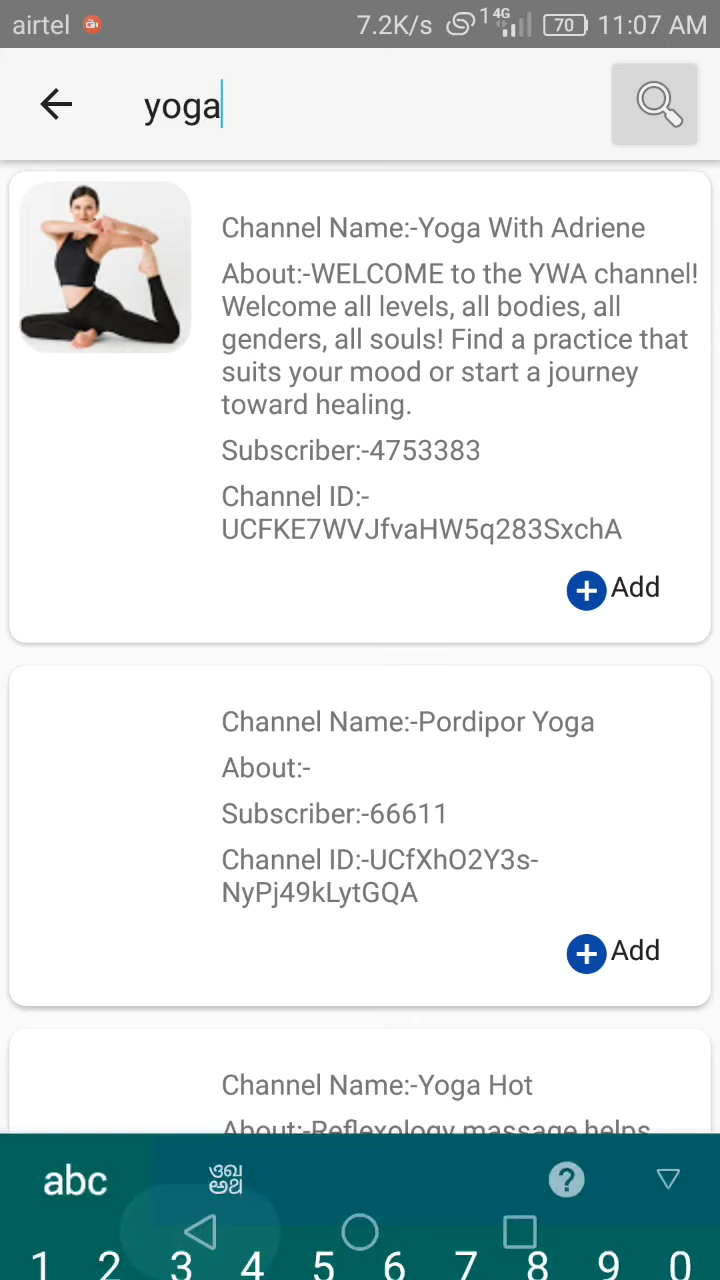 airtel 7.2K/s 1 4G 70 11:07 AM
yoga
Channel Name:-Yoga With Adriene
About:-WELCOME to the YWA channel!
Welcome all levels, all bodies, all
genders, all souls! Find a practice that
suits your mood or start a journey
toward healing.
Subscriber:-4753383
Channel ID:-
UCFKE7WVJfvaHW5q283SxchA
Add
Channel Name:-Pordipor Yoga
About:-
Subscriber:-66611
Channel ID:-UCfXhO2Y3s-
NyPj49kLytGQA
Add
Channel Name:-Yoga Hot
About:-Reflexology massage helps
abc ?
1 2 3 4 5 6 7 8 9 0